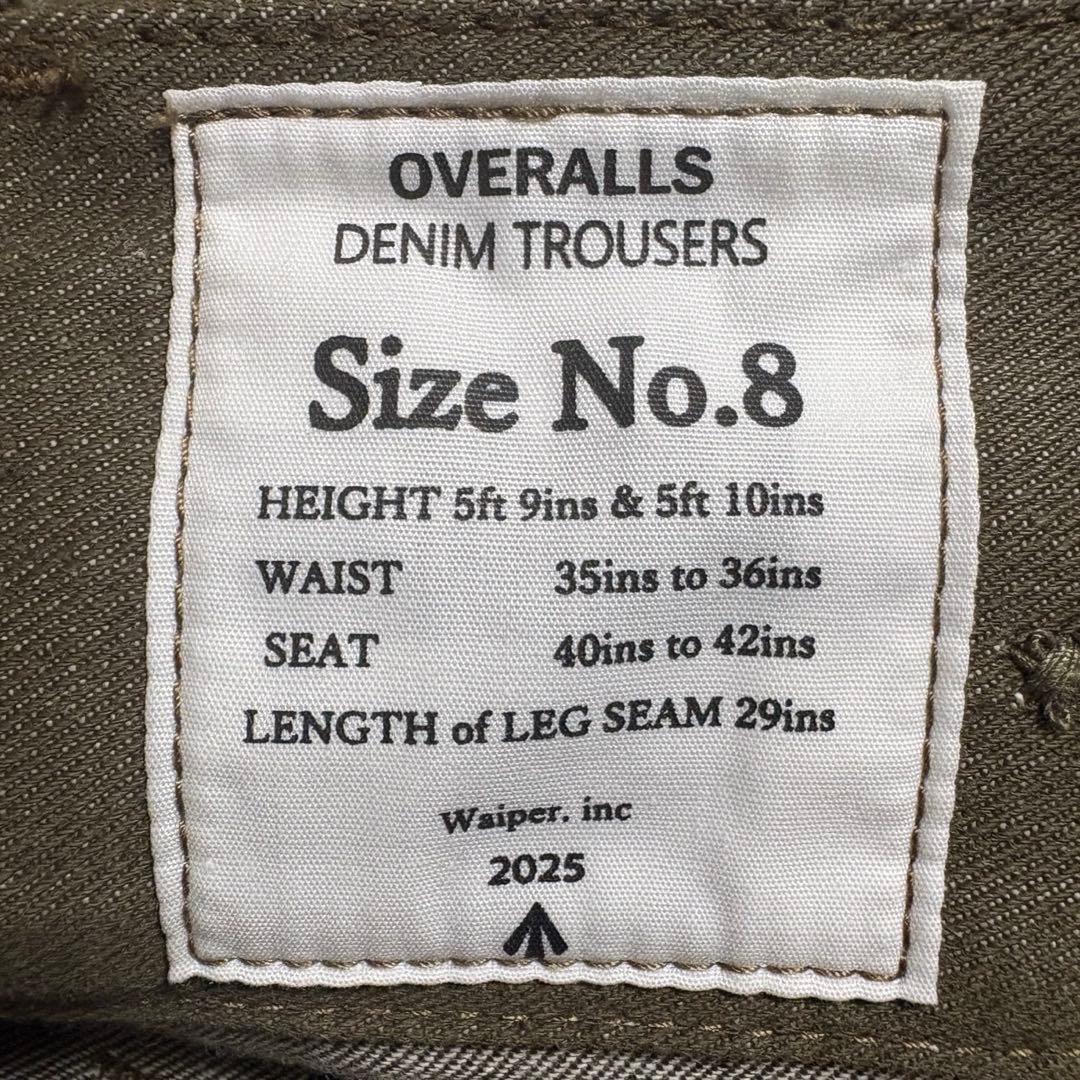 OVERALLS
DENIM TROUSERS
Size No.8
HEIGHT 5ft 9ins & 5ft 10ins
WAIST 35ins to 36ins
SEAT 40ins to 42ins
LENGTH of LEG SEAM 29ins
Waiper. inc
2025